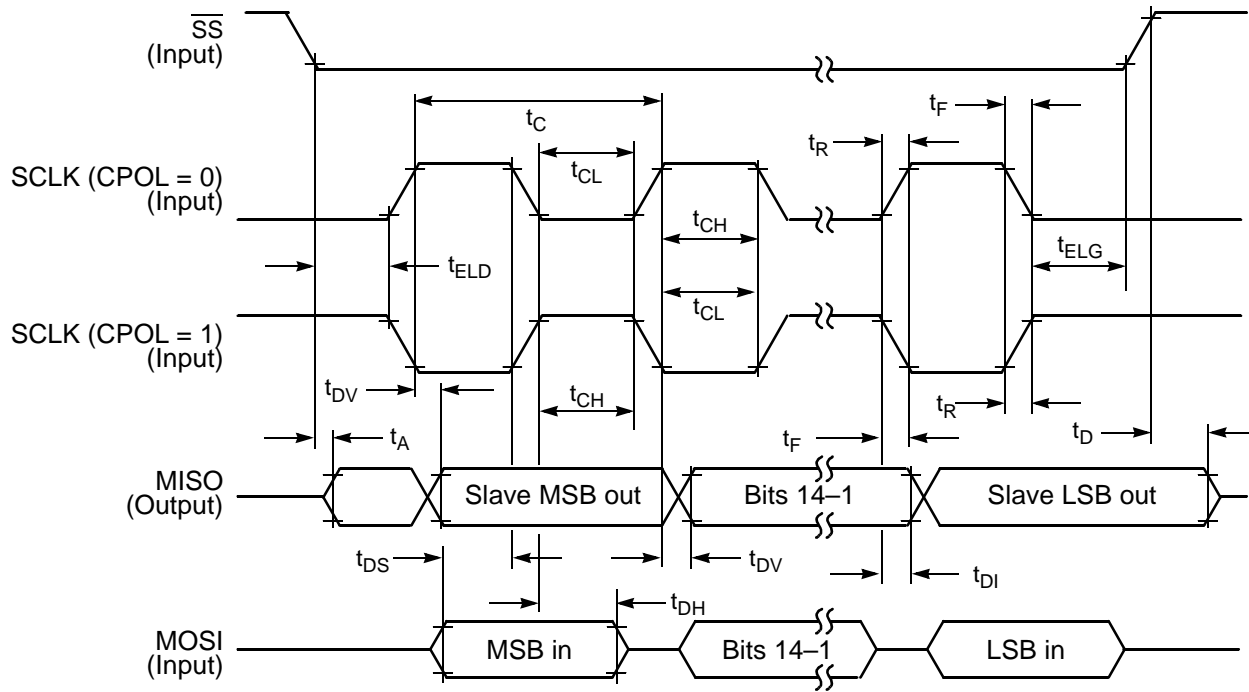 SS
(Input)
t_F
t_C
t_R
t_CL
SCLK (CPOL = 0)
(Input)
t_CH
t_ELD
t_ELG
t_CL
SCLK (CPOL = 1)
(Input)
t_DV
t_CH
t_R
t_A
t_F
t_D
MISO
(Output)
Slave MSB out
Bits 14–1
Slave LSB out
t_DS
t_DV
t_DI
t_DH
MOSI
(Input)
MSB in
Bits 14–1
LSB in